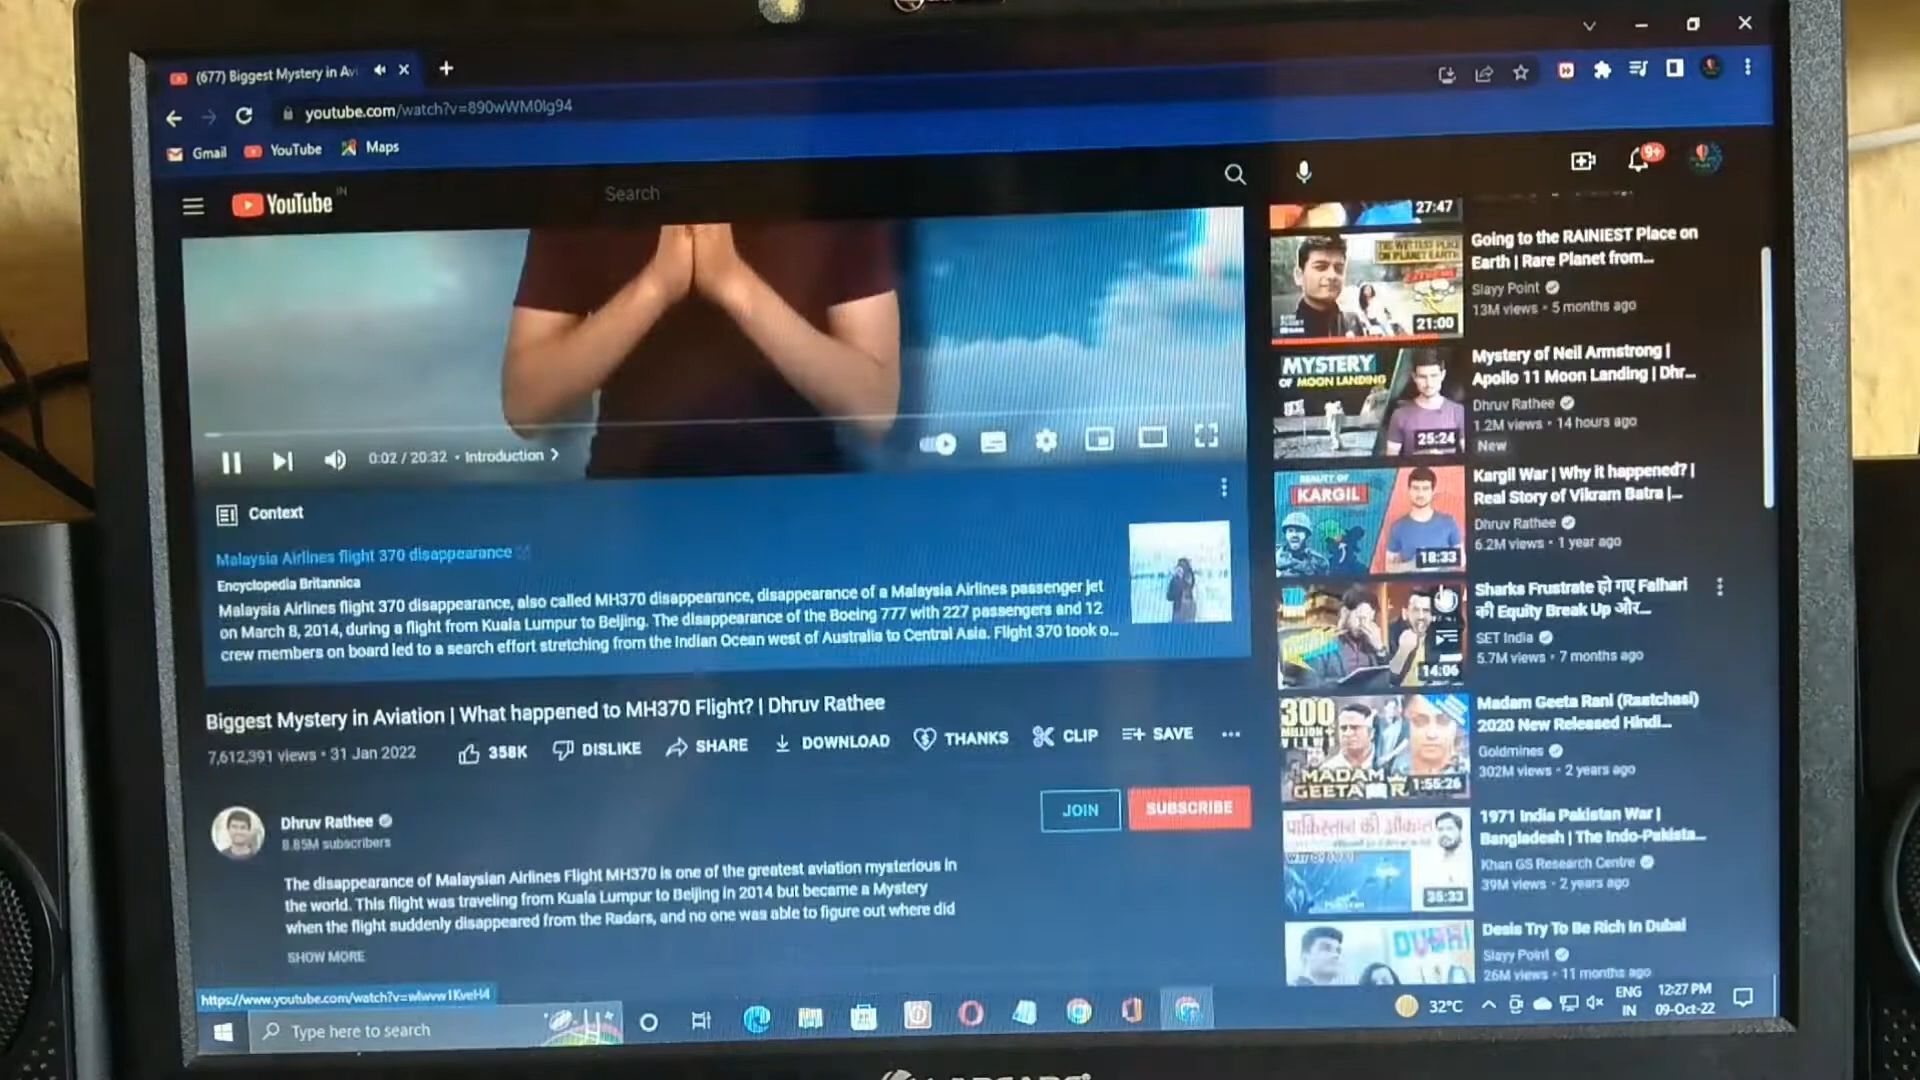 (677) Biggest Mystery in Avi
youtube.com/watch?v=890wWM0lg94
Gmail YouTube Maps
YouTube IN
Search
9+
0:02 / 20:32 • Introduction
Context
Malaysia Airlines flight 370 disappearance
Encyclopedia Britannica
Malaysia Airlines flight 370 disappearance, also called MH370 disappearance, disappearance of a Malaysia Airlines passenger jet
on March 8, 2014, during a flight from Kuala Lumpur to Beijing. The disappearance of the Boeing 777 with 227 passengers and 12
crew members on board led to a search effort stretching from the Indian Ocean west of Australia to Central Asia. Flight 370 took o...
Biggest Mystery in Aviation | What happened to MH370 Flight? | Dhruv Rathee
7,612,391 views • 31 Jan 2022
358K DISLIKE SHARE DOWNLOAD THANKS CLIP SAVE
Dhruv Rathee
8.85M subscribers
JOIN SUBSCRIBE
The disappearance of Malaysian Airlines Flight MH370 is one of the greatest aviation mysterious in
the world. This flight was traveling from Kuala Lumpur to Beijing in 2014 but became a Mystery
when the flight suddenly disappeared from the Radars, and no one was able to figure out where did
SHOW MORE
27:47
21:00
Going to the RAINIEST Place on
Earth | Rare Planet from...
Slayy Point
13M views • 5 months ago
MYSTERY
OF MOON LANDING
25:24
Mystery of Neil Armstrong |
Apollo 11 Moon Landing | Dhr...
Dhruv Rathee
1.2M views • 14 hours ago
New
REALITY OF
KARGIL
18:33
Kargil War | Why it happened? |
Real Story of Vikram Batra |...
Dhruv Rathee
6.2M views • 1 year ago
14:06
Sharks Frustrate हो गए Falhari
की Equity Break Up और...
SET India
5.7M views • 7 months ago
300
MILLION+
MADAM
GEETA R
1:55:26
Madam Geeta Rani (Raatchasi)
2020 New Released Hindi...
Goldmines
302M views • 2 years ago
पाकिस्तान की औकात
35:33
1971 India Pakistan War |
Bangladesh | The Indo-Pakista...
Khan GS Research Centre
39M views • 2 years ago
DUBAI
Desis Try To Be Rich In Dubai
Slayy Point
26M views • 11 months ago
https://www.youtube.com/watch?v=wlwvw1KveH4
Type here to search
32°C
ENG
IN
12:27 PM
09-Oct-22